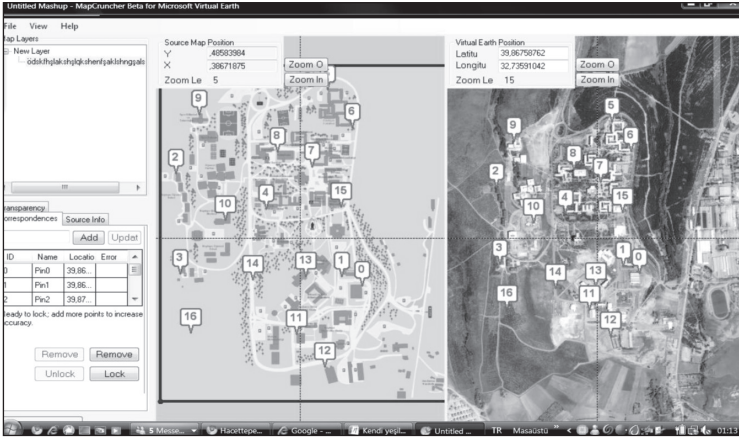 Untitled Mashup - MapCruncher Beta for Microsoft Virtual Earth
File View Help
Map Layers
New Layer
Source Map Position
Y ,48583984
X ,38671875
Zoom Le 5
Zoom O
Zoom In
Virtual Earth Position
Latitu 39,86758762
Longitu 32,73591042
Zoom Le 15
Zoom O
Zoom In
ransparency
orrespondences Source Info
Add Updat
ID Name Locatio Error
0 Pin0 39,86...
1 Pin1 39,86...
2 Pin2 39,87...
Ready to lock; add more points to increase
accuracy.
Remove Remove
Unlock Lock
9
6
8
7
2
4
15
10
3
14
13
1
0
16
11
12
5
9
6
8
7
2
4
15
10
3
1
0
14
13
16
11
12
5 Messe...
Hacettepe...
Google - ...
Kendi yeşil...
Untitled ...
TR Masaüstü
01:13